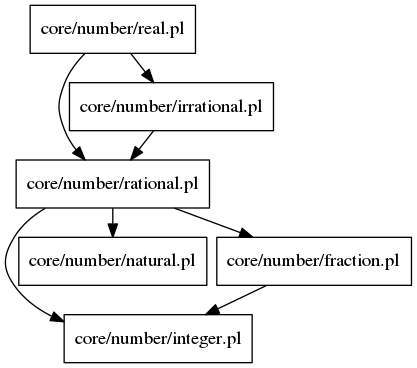 core/number/real.pl
core/number/irrational.pl
core/number/rational.pl
core/number/natural.pl
core/number/fraction.pl
core/number/integer.pl